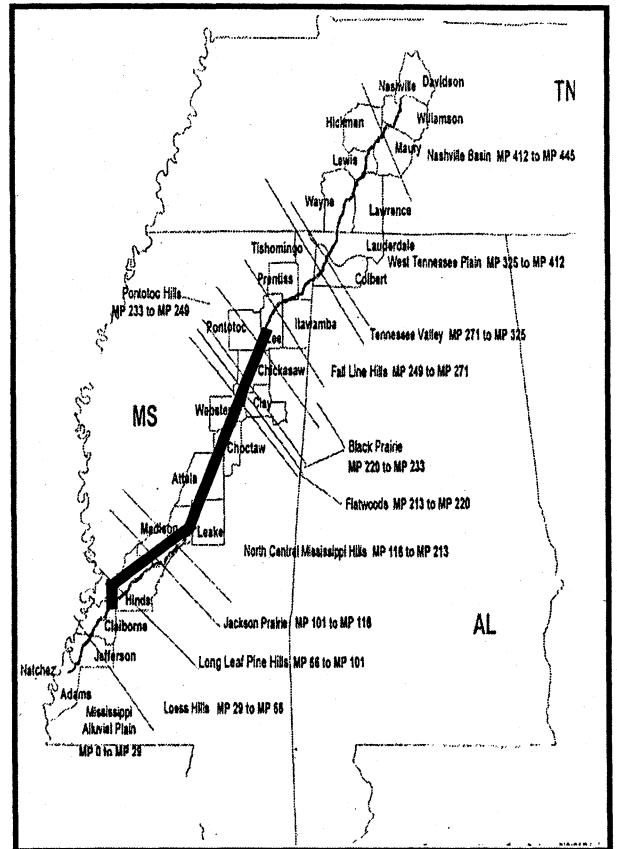 TN
Nashville
Davidson
Williamson
Hickman
Maury
Nashville Basin MP 412 to MP 445
Lewis
Wayne
Lawrence
Lauderdale
West Tennessee Plain MP 325 to MP 412
Colbert
Tishomingo
Prentiss
Pontotoc Hills
MP 233 to MP 249
Pontotoc
Lee
Itawamba
Tennessee Valley MP 271 to MP 325
Chickasaw
Fall Line Hills MP 249 to MP 271
MS
Webster
Clay
Choctaw
Black Prairie
MP 220 to MP 233
Attala
Flatwoods MP 213 to MP 220
Madison
Leake
North Central Mississippi Hills MP 116 to MP 213
Hinds
Jackson Prairie MP 101 to MP 116
AL
Claiborne
Long Leaf Pine Hills MP 66 to MP 101
Jefferson
Natchez
Adams
Loess Hills MP 29 to MP 66
Mississippi
Alluvial Plain
MP 0 to MP 29